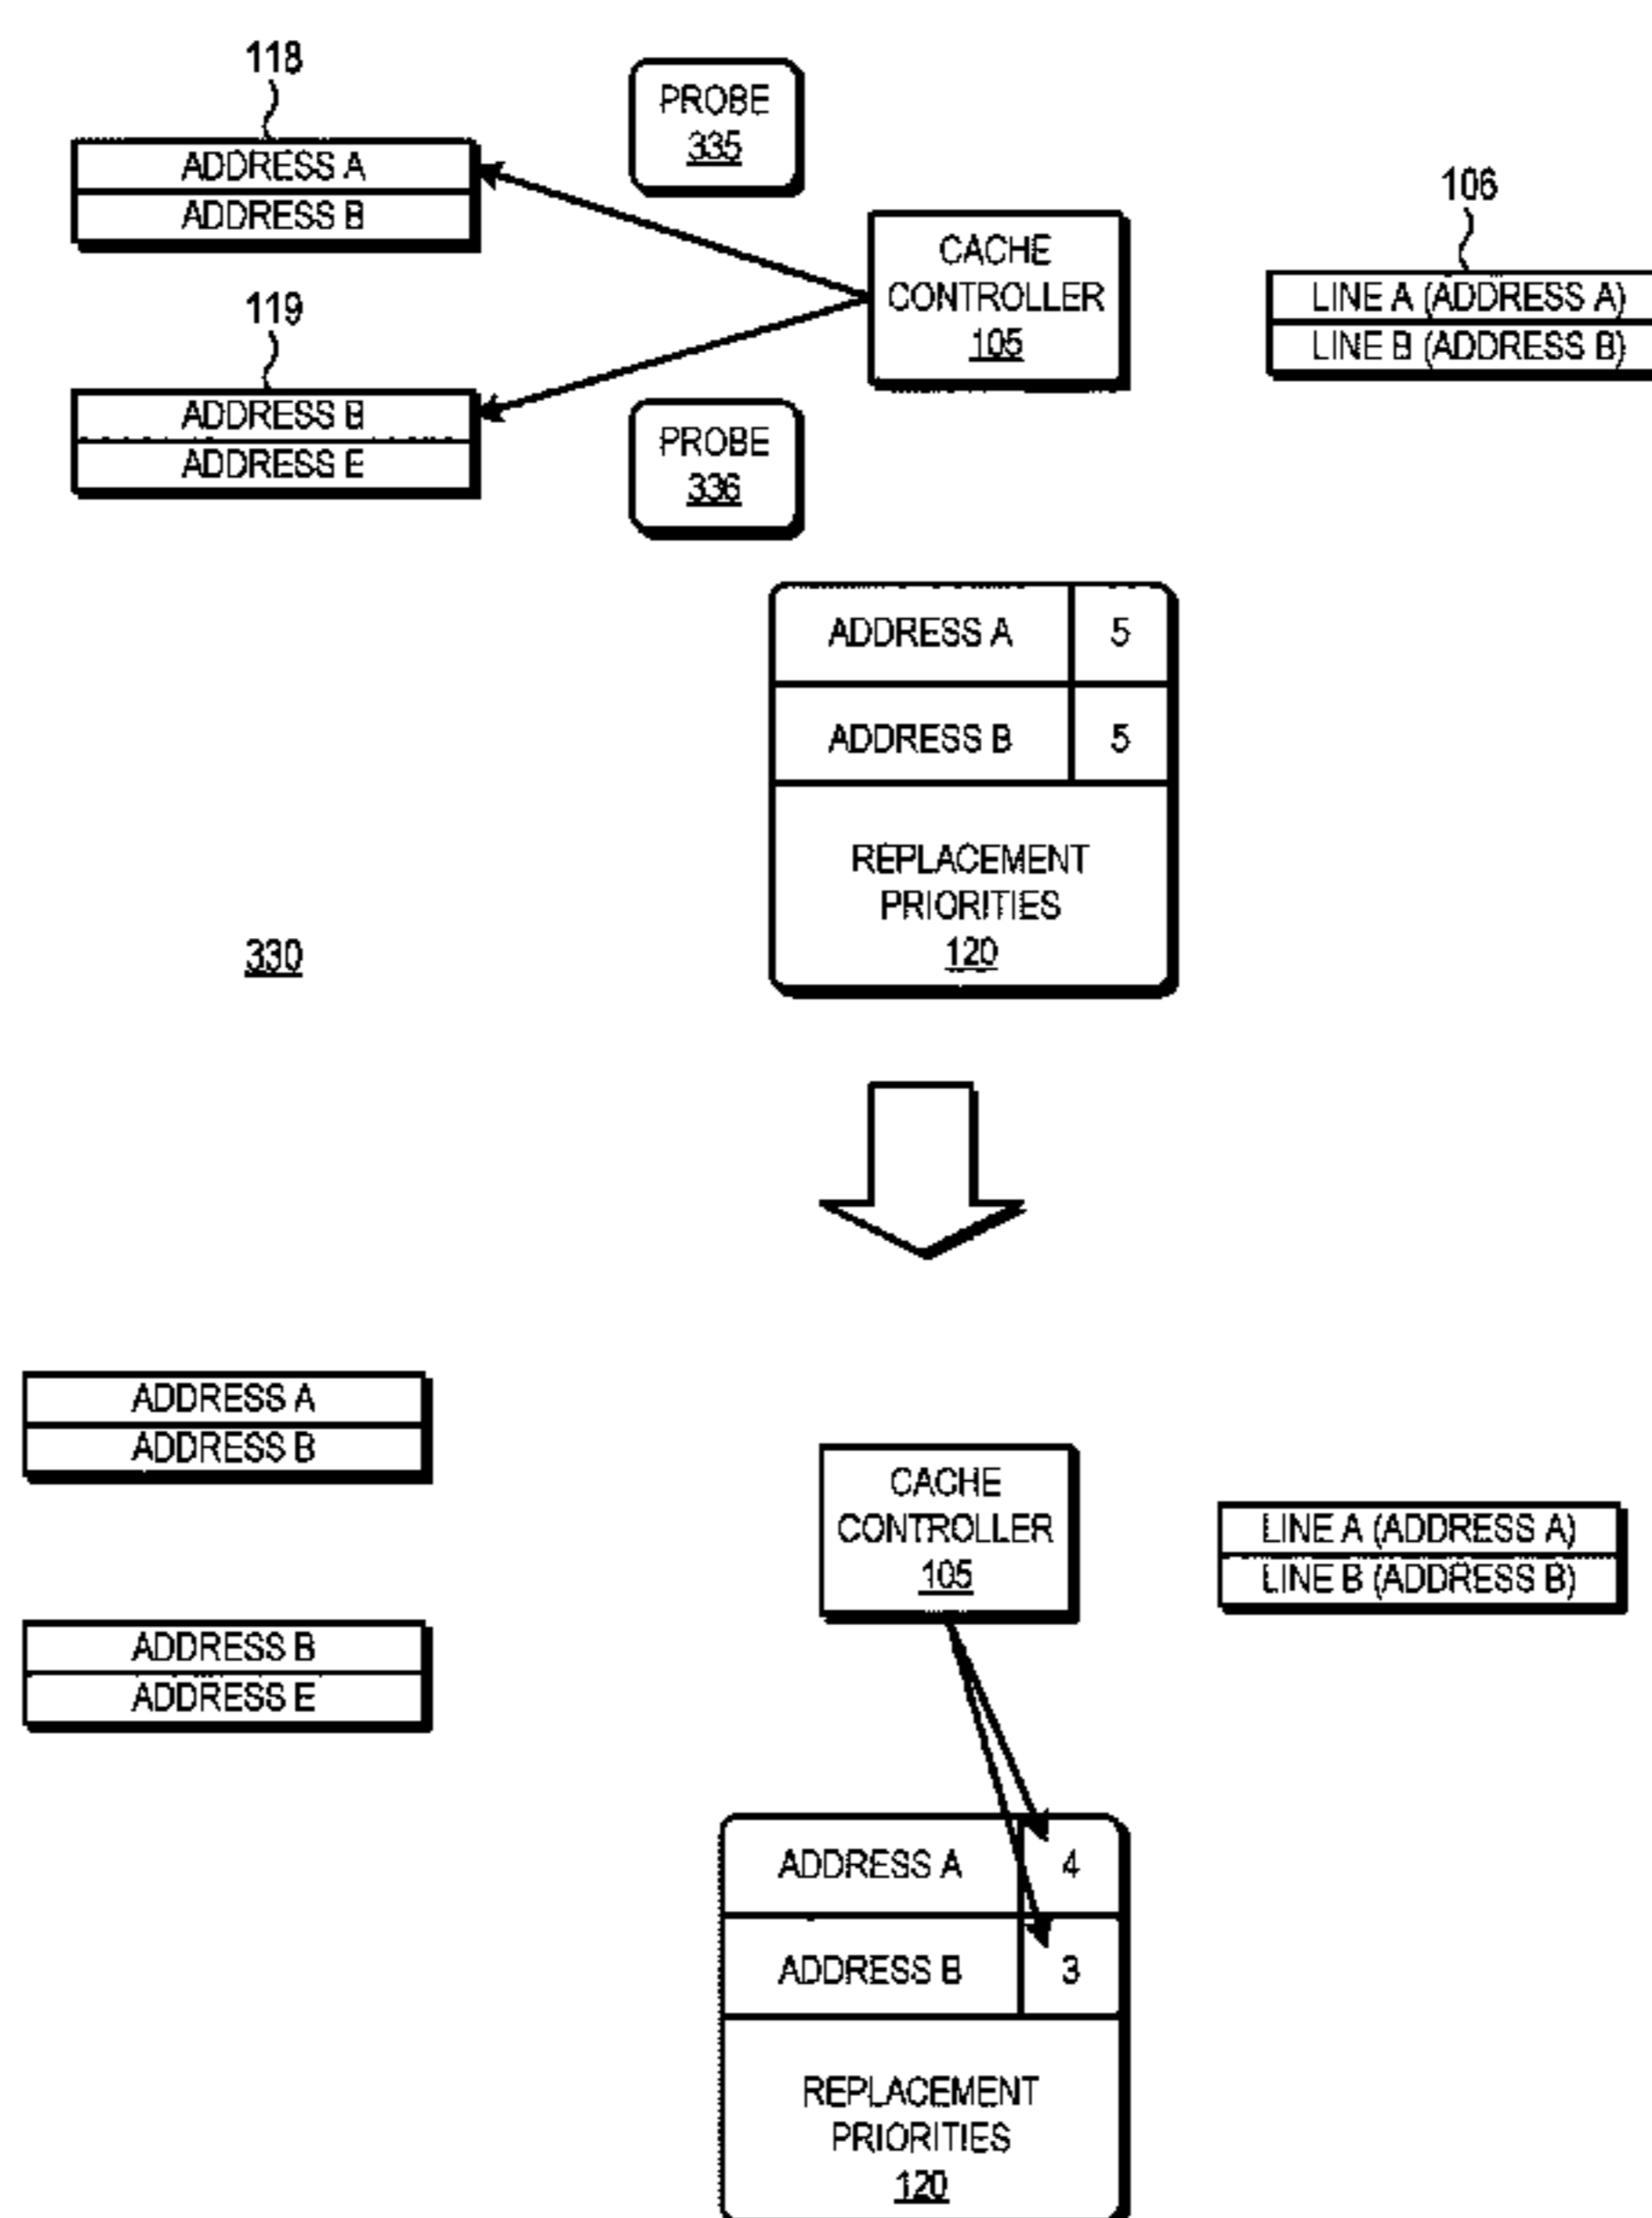 118
ADDRESS A
ADDRESS B
PROBE
335
CACHE
CONTROLLER
105
106
LINE A (ADDRESS A)
LINE B (ADDRESS B)
119
ADDRESS B
ADDRESS E
PROBE
336
ADDRESS A 5
ADDRESS B 5
REPLACEMENT
PRIORITIES
120
330
ADDRESS A
ADDRESS B
CACHE
CONTROLLER
105
LINE A (ADDRESS A)
LINE B (ADDRESS B)
ADDRESS B
ADDRESS E
ADDRESS A 4
ADDRESS B 3
REPLACEMENT
PRIORITIES
120